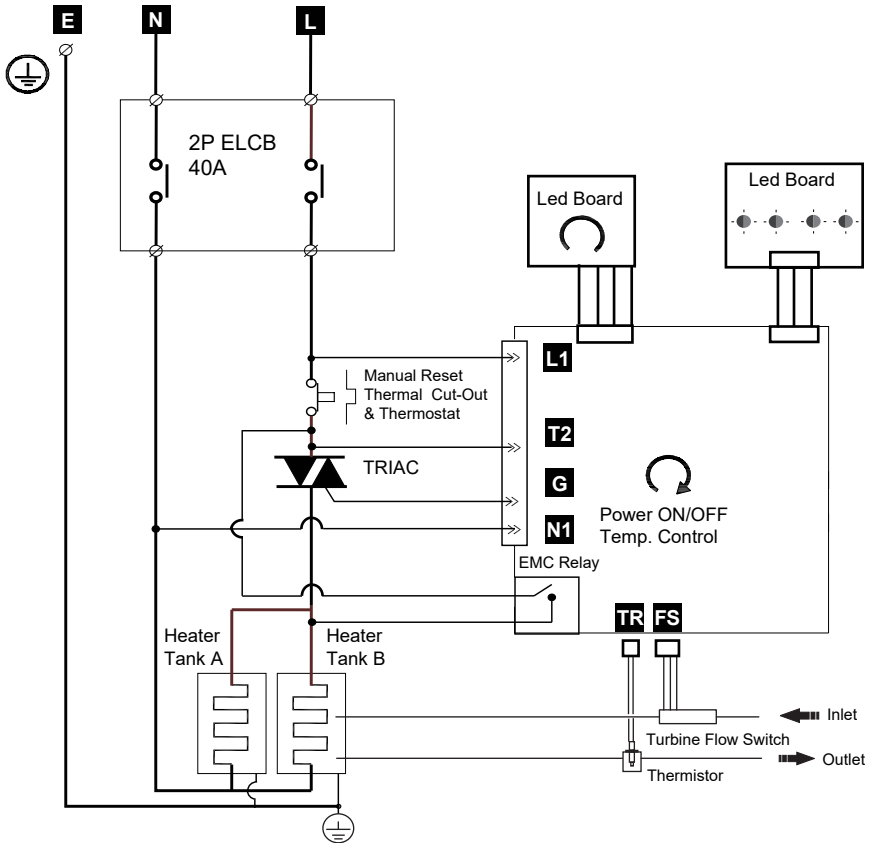 E
N
L
2P ELCB
40A
Led Board
Led Board
L1
Manual Reset
Thermal Cut-Out
& Thermostat
T2
TRIAC
G
N1
Power ON/OFF
Temp. Control
EMC Relay
TR
FS
Heater
Tank A
Heater
Tank B
Inlet
Turbine Flow Switch
Outlet
Thermistor